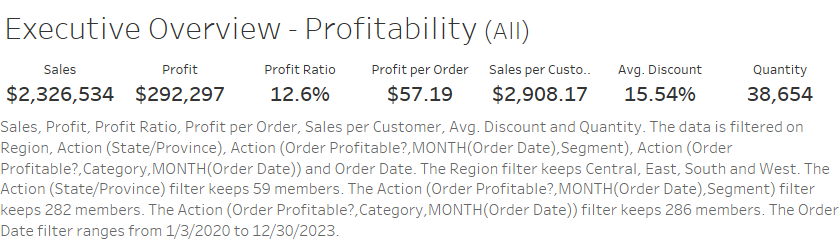 Executive Overview - Profitability (All)
Sales Profit Profit Ratio Profit per Order Sales per Custo.. Avg. Discount Quantity
$2,326,534 $292,297 12.6% $57.19 $2,908.17 15.54% 38,654
Sales, Profit, Profit Ratio, Profit per Order, Sales per Customer, Avg. Discount and Quantity. The data is filtered on
Region, Action (State/Province), Action (Order Profitable?,MONTH(Order Date),Segment), Action (Order
Profitable?,Category,MONTH(Order Date)) and Order Date. The Region filter keeps Central, East, South and West. The
Action (State/Province) filter keeps 59 members. The Action (Order Profitable?,MONTH(Order Date),Segment) filter
keeps 282 members. The Action (Order Profitable?,Category,MONTH(Order Date)) filter keeps 286 members. The Order
Date filter ranges from 1/3/2020 to 12/30/2023.